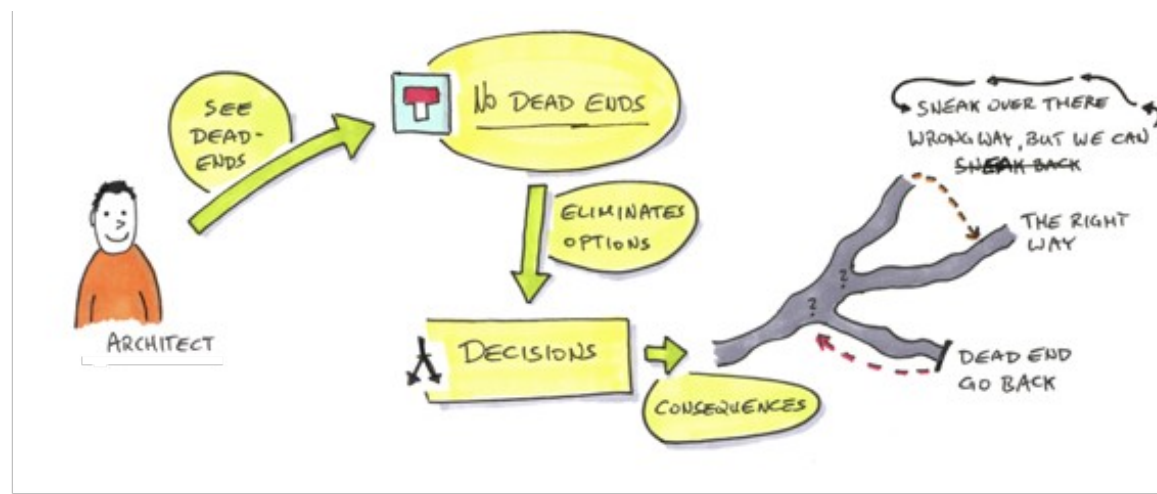 SEE
DEAD-
ENDS
NO DEAD ENDS
ARCHITECT
ELIMINATES
OPTIONS
DECISIONS
CONSEQUENCES
SNEAK OVER THERE
WRONG WAY, BUT WE CAN
SNEAK BACK
THE RIGHT
WAY
?
?
DEAD END
GO BACK